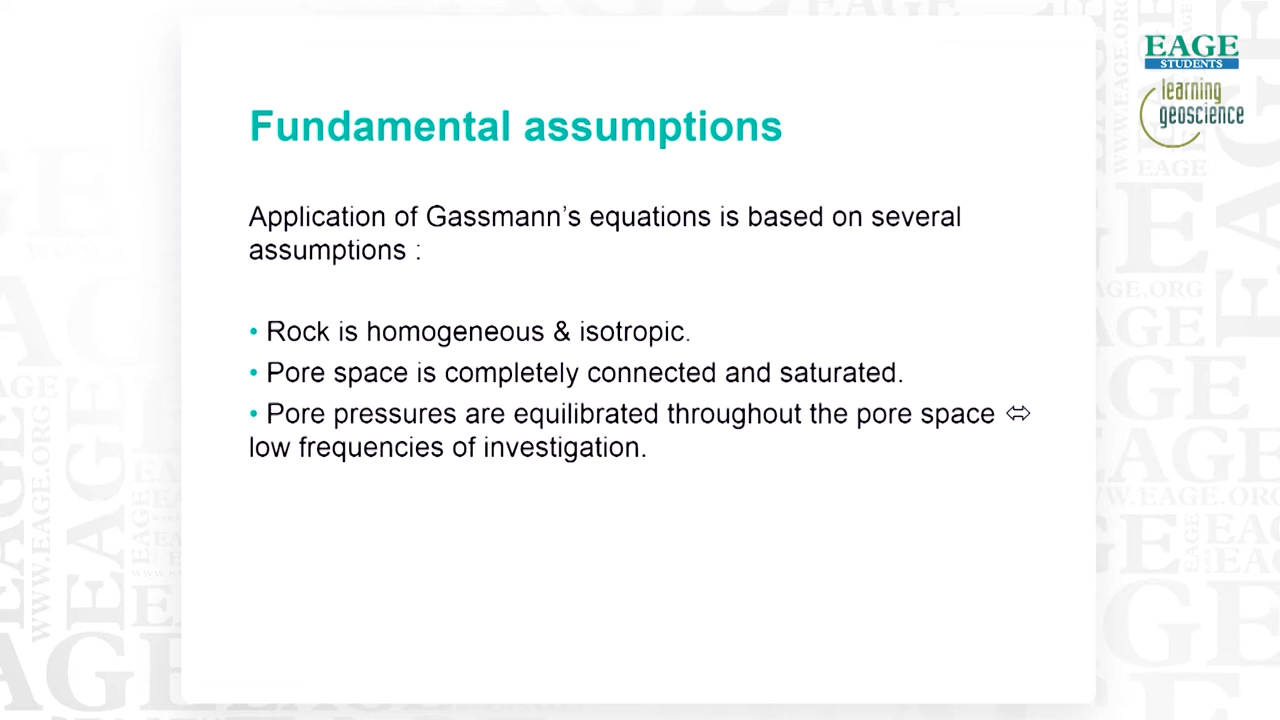 EAGE
STUDENTS
learning
geoscience
Fundamental assumptions
Application of Gassmann’s equations is based on several
assumptions :
• Rock is homogeneous & isotropic.
• Pore space is completely connected and saturated.
• Pore pressures are equilibrated throughout the pore space ⇔
low frequencies of investigation.